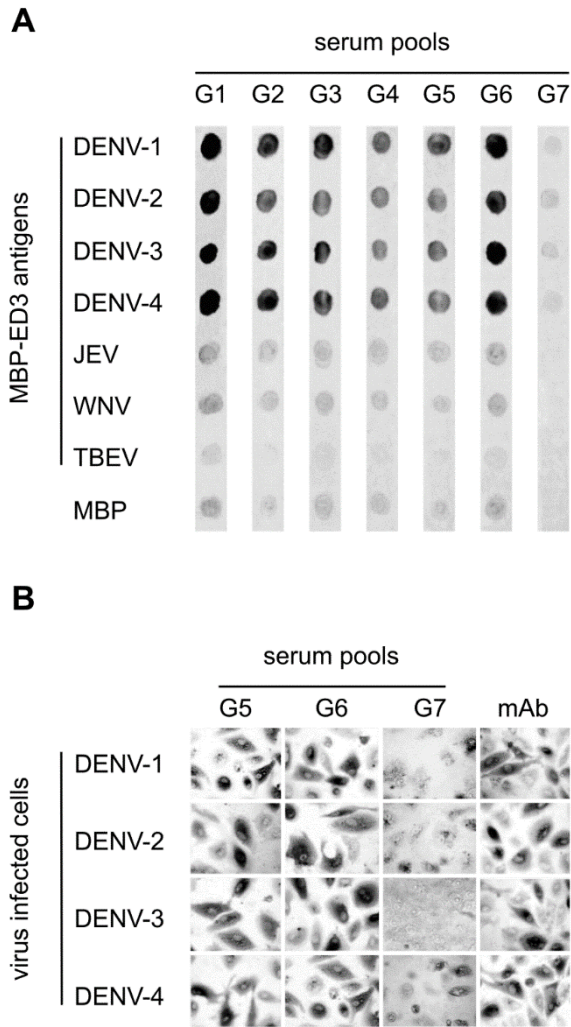 A
serum pools
G1 G2 G3 G4 G5 G6 G7
MBP-ED3 antigens
DENV-1
DENV-2
DENV-3
DENV-4
JEV
WNV
TBEV
MBP
B
serum pools
G5 G6 G7 mAb
virus infected cells
DENV-1
DENV-2
DENV-3
DENV-4